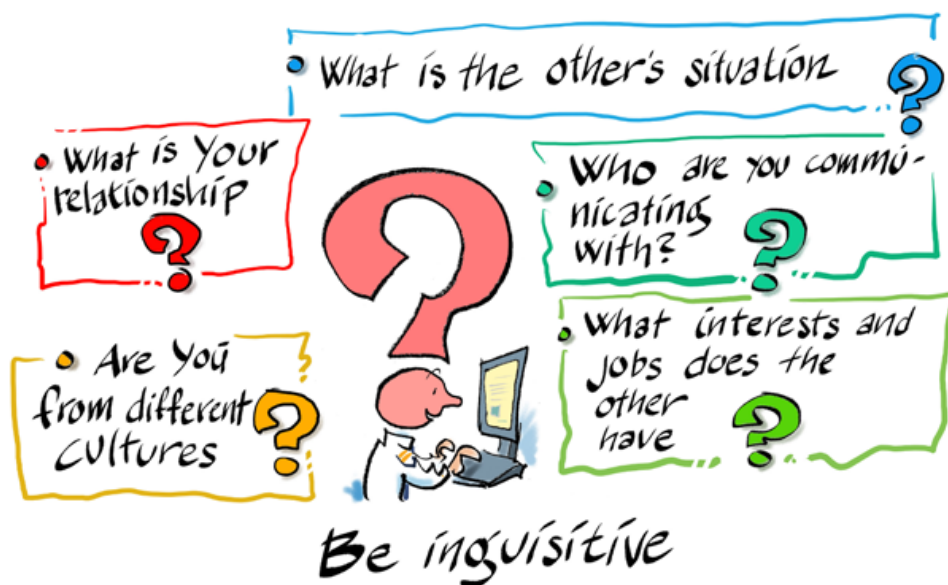 What is the other's situation ?
What is Your
relationship
?
Who are you commu-
nicating
with? ?
Are You
from different
cultures ?
What interests and
jobs does the
other
have ?
?
Be inquisitive